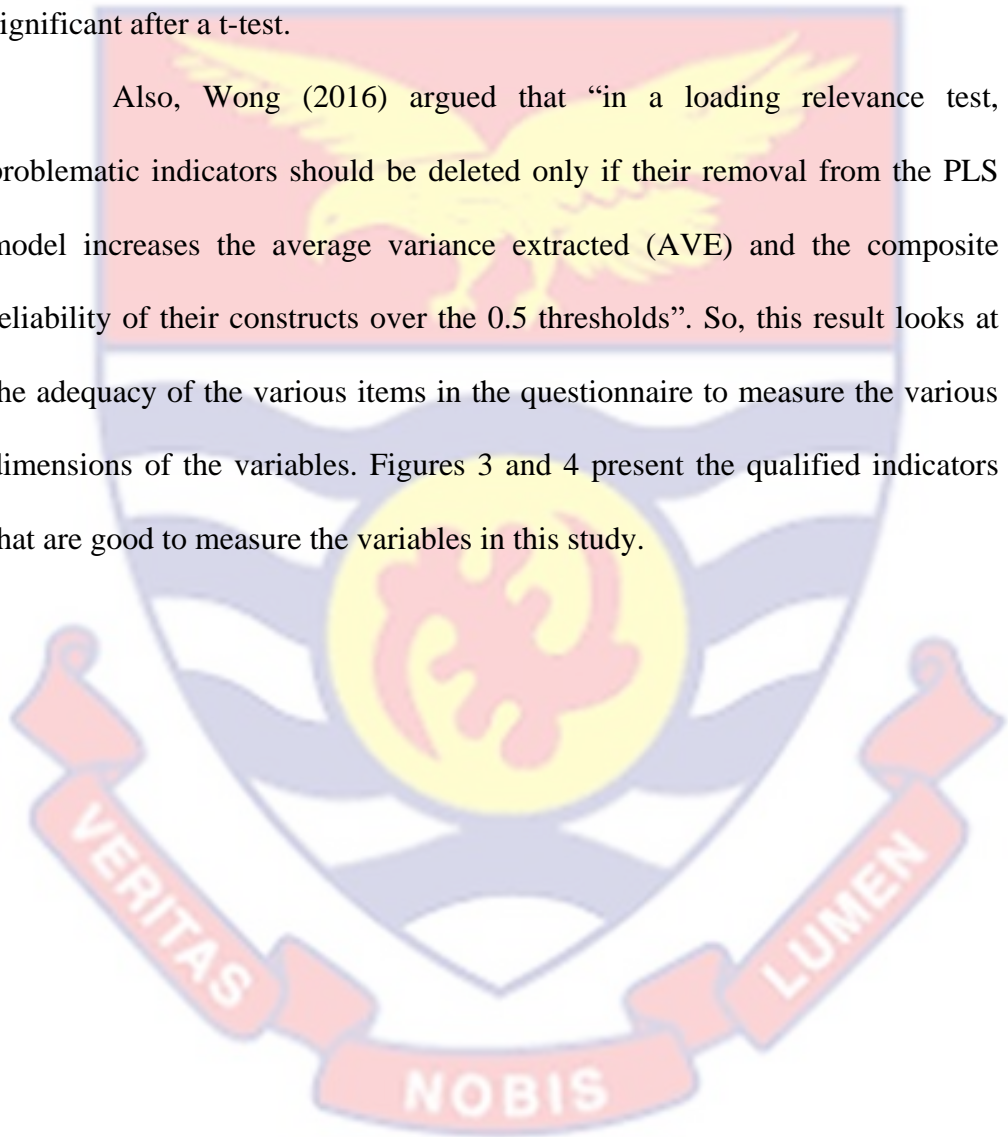 significant after a t-test.
Also, Wong (2016) argued that “in a loading relevance test,
problematic indicators should be deleted only if their removal from the PLS
model increases the average variance extracted (AVE) and the composite
reliability of their constructs over the 0.5 thresholds”. So, this result looks at
the adequacy of the various items in the questionnaire to measure the various
dimensions of the variables. Figures 3 and 4 present the qualified indicators
that are good to measure the variables in this study.
VERITAS
NOBIS
LUMEN